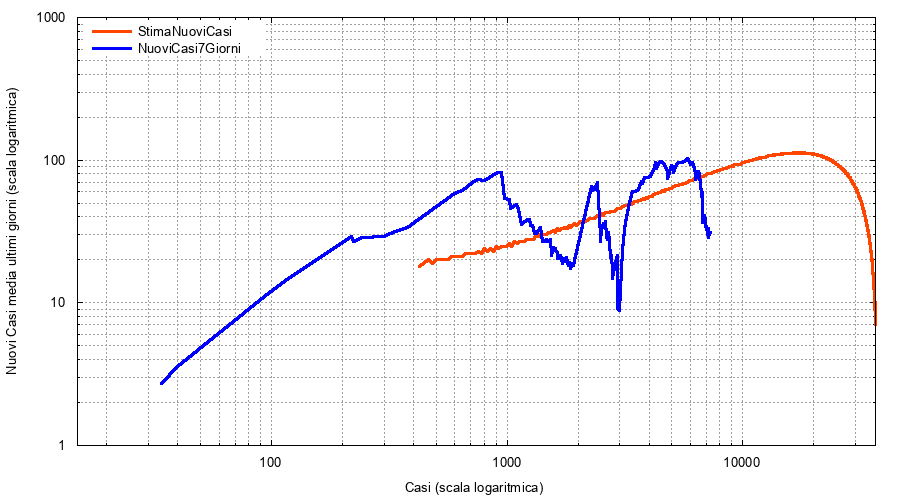 1000
StimaNuoviCasi
NuoviCasi7Giorni
100
10
1
100
1000
10000
Casi (scala logaritmica)
Nuovi Casi media ultimi giorni (scala logaritmica)